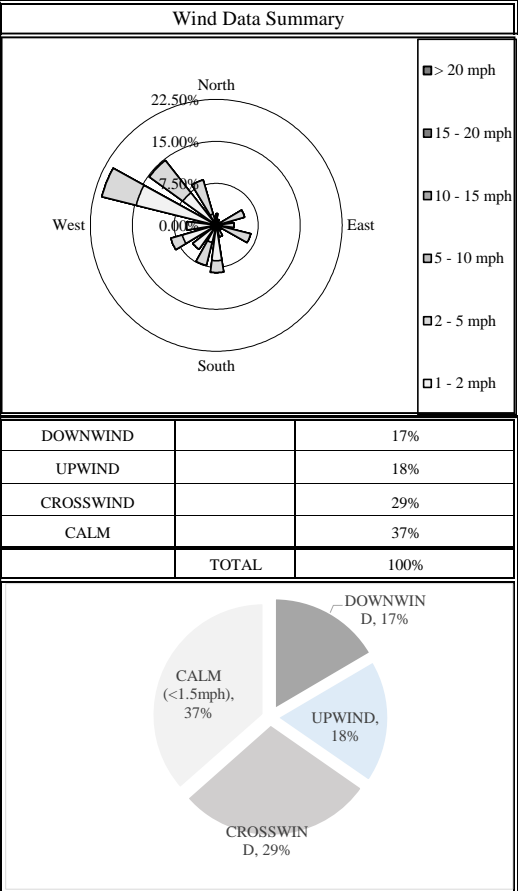 Wind Data Summary
North
22.50%
15.00%
7.50%
West
0.00%
East
South
> 20 mph
15 - 20 mph
10 - 15 mph
5 - 10 mph
2 - 5 mph
1 - 2 mph
DOWNWIND 17%
UPWIND 18%
CROSSWIND 29%
CALM 37%
TOTAL 100%
DOWNWIN
D, 17%
CALM
(<1.5mph),
37%
UPWIND,
18%
CROSSWIN
D, 29%